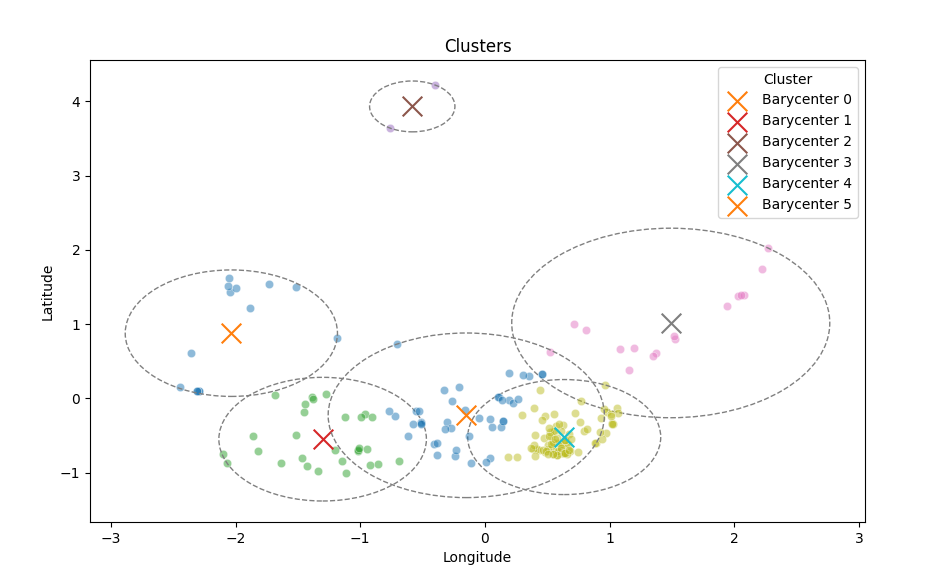 Clusters
Cluster
Barycenter 0
Barycenter 1
Barycenter 2
Barycenter 3
Barycenter 4
Barycenter 5
Latitude
4
3
2
1
0
−1
−3
−2
−1
0
1
2
3
Longitude